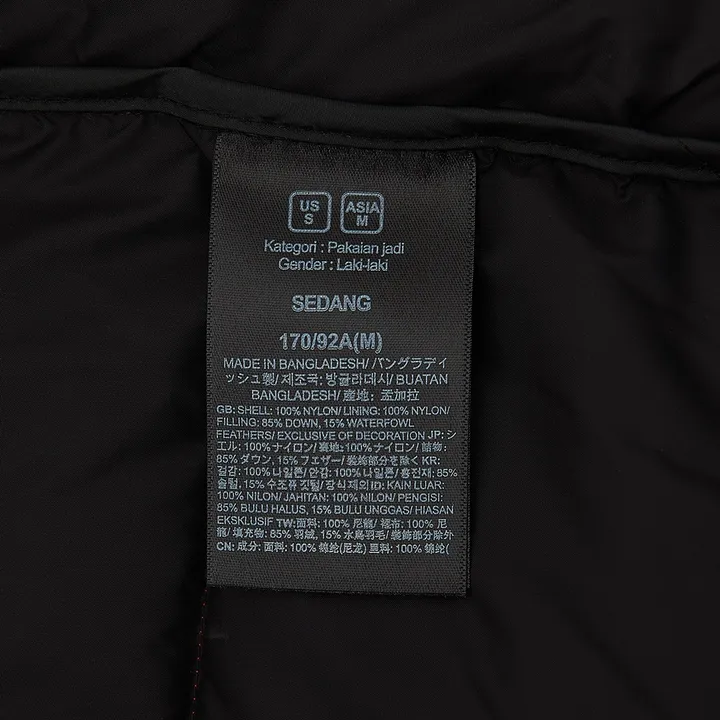 US ASIA
S M
Kategori : Pakaian jadi
Gender : Laki-laki
SEDANG
170/92A(M)
MADE IN BANGLADESH/ バングラディ
ッシュ製/ 제조국: 방글라데시/ BUATAN
BANGLADESH/ 產地: 孟加拉
GB: SHELL: 100% NYLON/ LINING: 100% NYLON/
FILLING: 85% DOWN, 15% WATERFOWL
FEATHERS/ EXCLUSIVE OF DECORATION JP: シ
エル: 100%ナイロン/ 裏地: 100%ナイロン/ 詰物:
85% ダウン, 15% フェザー/ 装飾部分を除く KR:
겉감: 100% 나일론/ 안감: 100% 나일론/ 충전재: 85%
솜털, 15% 수조류 깃털/ 장식제외 ID: KAIN LUAR:
100% NILON/ JAHITAN: 100% NILON/ PENGISI:
85% BULU HALUS, 15% BULU UNGGAS/ HIASAN
EKSKLUSIF TW: 面料: 100% 尼龍/ 裡布: 100% 尼
龍/ 填充物: 85% 羽絨, 15% 水鳥羽毛/ 裝飾部分除外
CN: 成分: 面料: 100% 锦纶(尼龙) 里料: 100% 锦纶(